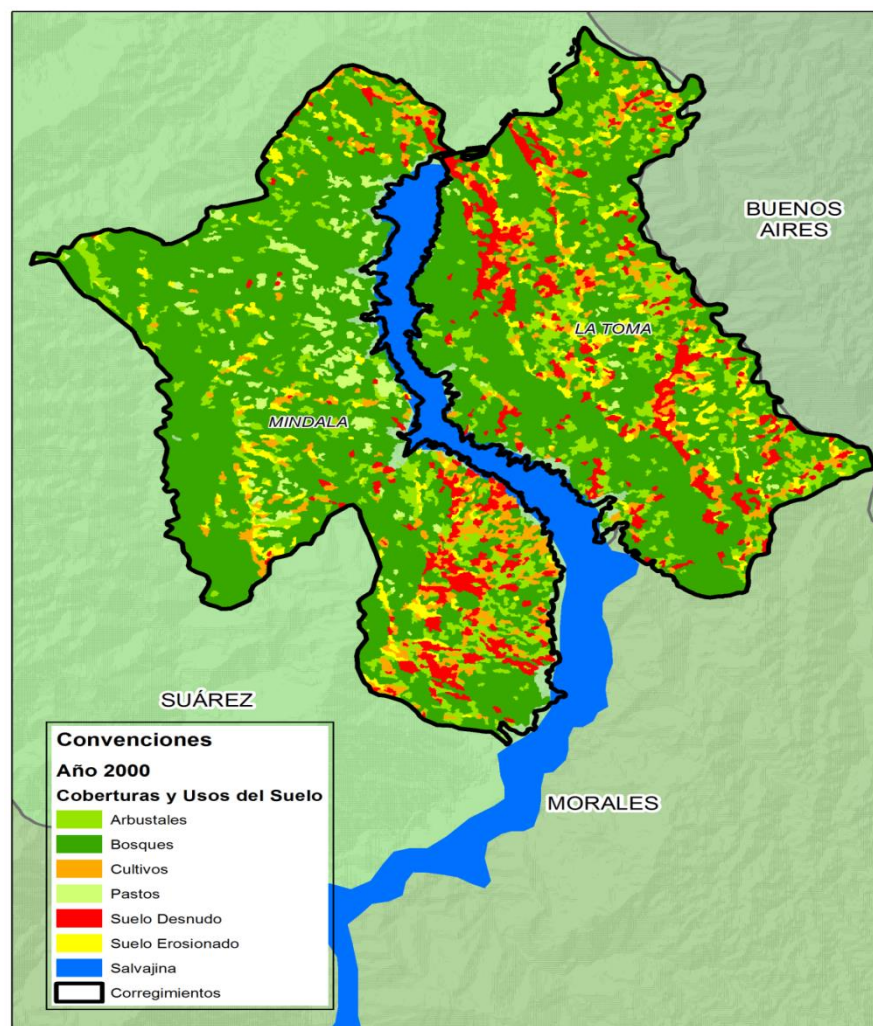 BUENOS
AIRES
LA TOMA
MINDALA
SUÁREZ
MORALES
Convenciones
Año 2000
Coberturas y Usos del Suelo
Arbustales
Bosques
Cultivos
Pastos
Suelo Desnudo
Suelo Erosionado
Salvajina
Corregimientos